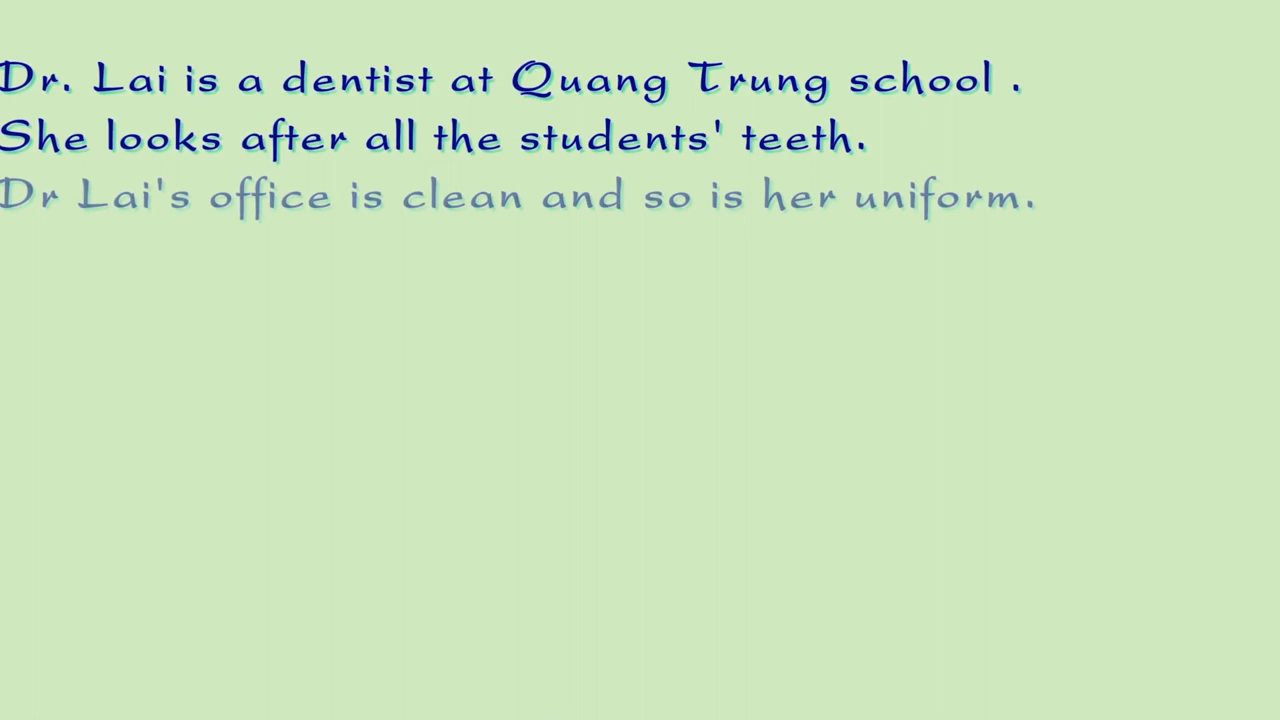 Dr. Lai is a dentist at Quang Trung school .
She looks after all the students' teeth.
Dr Lai's office is clean and so is her uniform.